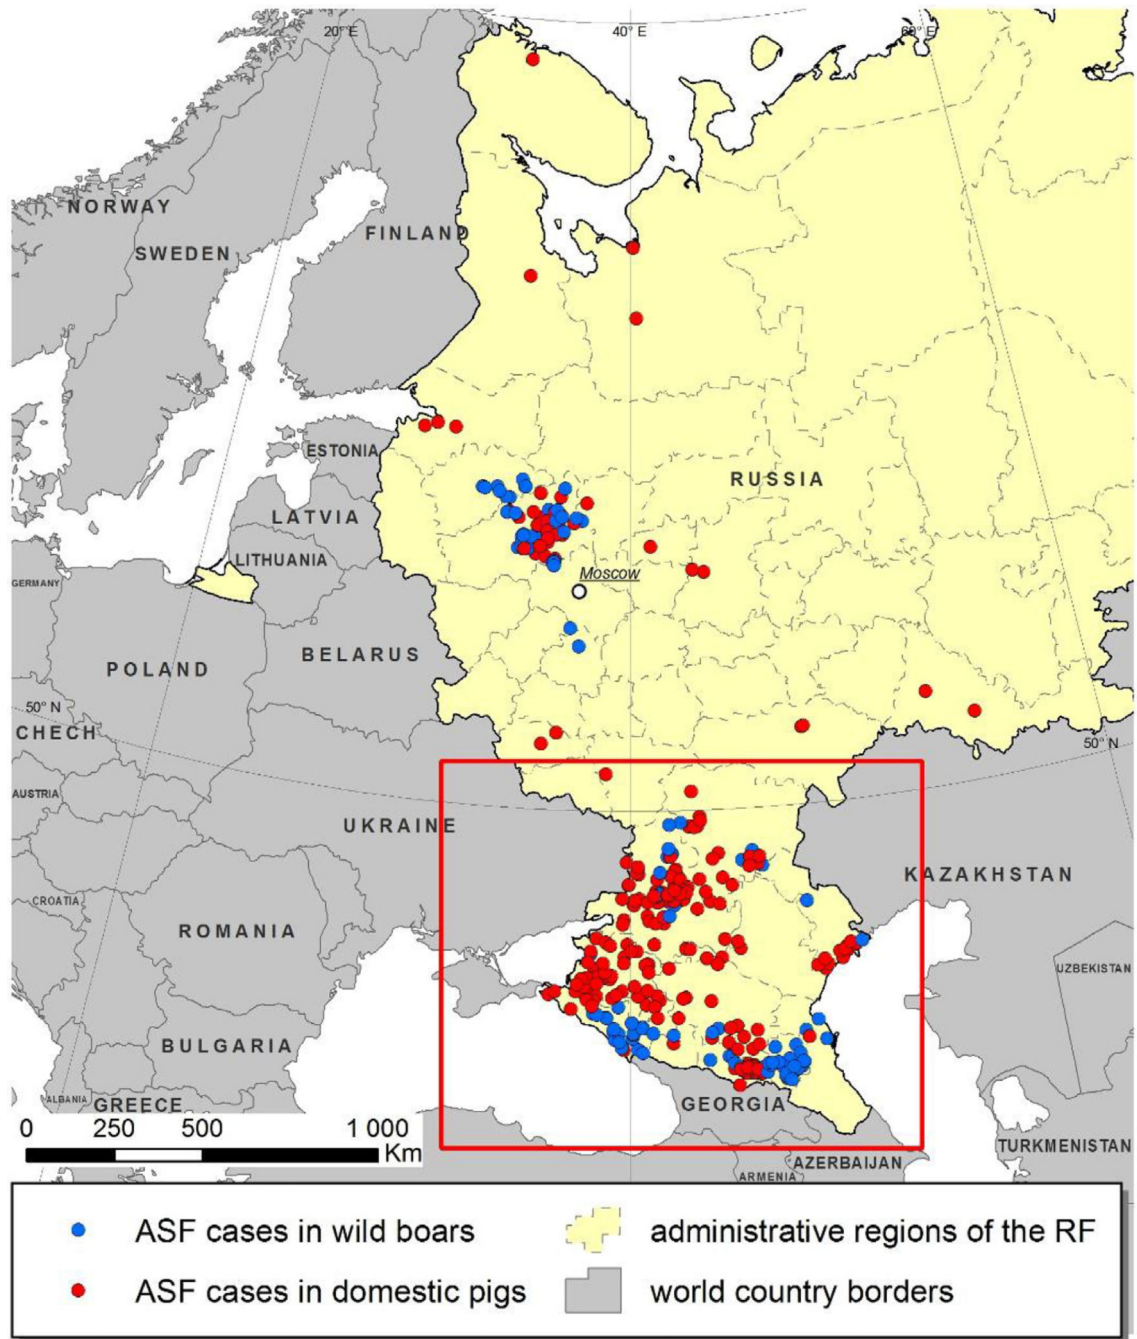 20° E
40° E
60° E
NORWAY
FINLAND
SWEDEN
ESTONIA
RUSSIA
LATVIA
LITHUANIA
Moscow
GERMANY
BELARUS
POLAND
50° N
CHECH
50° N
AUSTRIA
UKRAINE
KAZAKHSTAN
CROATIA
ROMANIA
UZBEKISTAN
BULGARIA
ALBANIA
GREECE
GEORGIA
0 250 500 1 000
Km
TURKMENISTAN
AZERBAIJAN
ARMENIA
ASF cases in wild boars
administrative regions of the RF
ASF cases in domestic pigs
world country borders